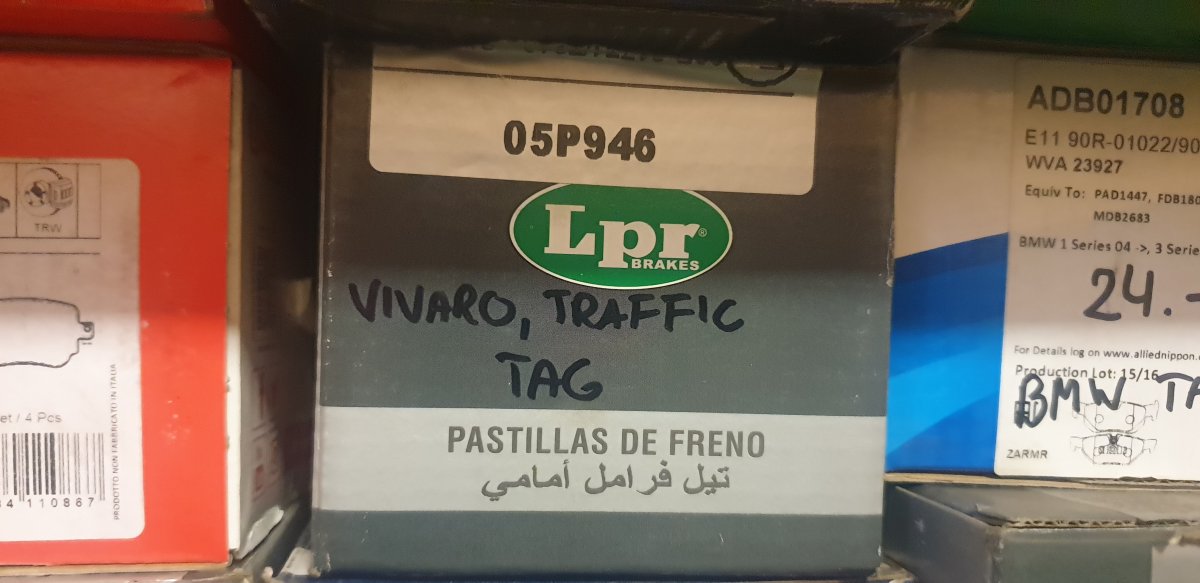 TRW
et / 4 Pcs
110867
PRODOTTO NON FABBRICATO IN ITALIA
05P946
Lpr®
BRAKES
VIVARO, TRAFFIC
TAG
PASTILLAS DE FRENO
تيل فرامل أمامي
ADB01708
E11 90R-01022/90
WVA 23927
Equiv To: PAD1447, FDB180
MDB2683
BMW 1 Series 04 ->, 3 Serie
24.-
For Details log on www.alliednippon.
Production Lot: 15/16
BMW TA
ZARMR